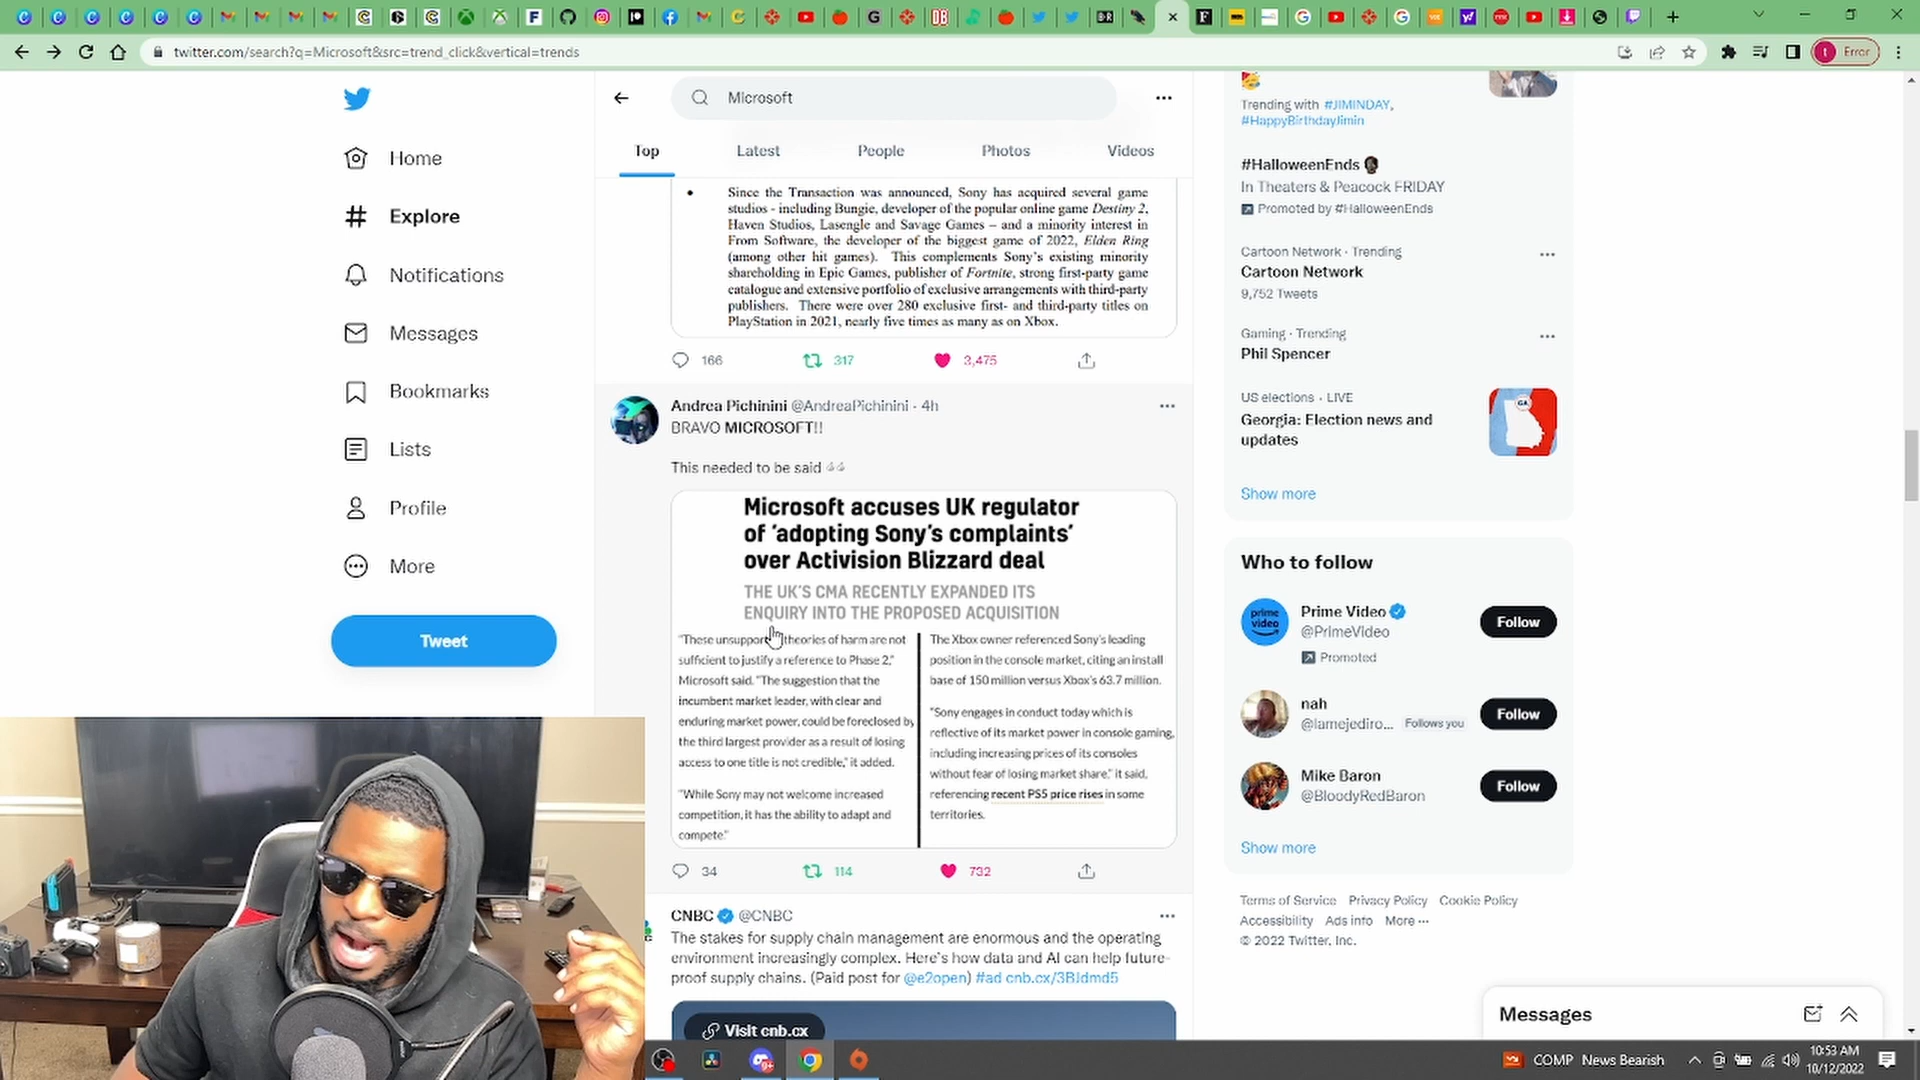 Error
twitter.com/search?q=Microsoft&src=trend_click&vertical=trends
Home
Explore
Notifications
Messages
Bookmarks
Lists
Profile
More
Tweet
Microsoft
Top
Latest
People
Photos
Videos
Since the Transaction was announced, Sony has acquired several game
studios - including Bungie, developer of the popular online game Destiny 2,
Haven Studios, Lasengle and Savage Games – and a minority interest in
From Software, the developer of the biggest game of 2022, Elden Ring
(among other hit games). This complements Sony's existing minority
shareholding in Epic Games, publisher of Fortnite, strong first-party game
catalogue and extensive portfolio of exclusive arrangements with third-party
publishers. There were over 280 exclusive first- and third-party titles on
PlayStation in 2021, nearly five times as many as on Xbox.
166
317
3,475
Andrea Pichinini @AndreaPichinini · 4h
BRAVO MICROSOFT!!
This needed to be said
Microsoft accuses UK regulator
of 'adopting Sony's complaints'
over Activision Blizzard deal
THE UK'S CMA RECENTLY EXPANDED ITS
ENQUIRY INTO THE PROPOSED ACQUISITION
"These theories of harm are not
sufficient to justify a reference to Phase 2,"
Microsoft said. "The suggestion that the
incumbent market leader, with clear and
enduring market power, could be foreclosed by
the third largest provider as a result of losing
access to one title is not credible," it added.
"While Sony may not welcome increased
competition, it has the ability to adapt and
compete."
The Xbox owner referenced Sony's leading
position in the console market, citing an install
base of 150 million versus Xbox's 63.7 million.
"Sony engages in conduct today which is
reflective of its market power in console gaming,
including increasing prices of its consoles
without fear of losing market share," it said,
referencing recent PS5 price rises in some
territories.
34
114
732
CNBC @CNBC
The stakes for supply chain management are enormous and the operating
environment increasingly complex. Here's how data and AI can help future-
proof supply chains. (Paid post for @e2open) #ad cnb.cx/3BJdmd5
Visit cnb.cx
Trending with #JIMINDAY,
#HappyBirthdayJimin
#HalloweenEnds
In Theaters & Peacock FRIDAY
Promoted by #HalloweenEnds
Cartoon Network · Trending
Cartoon Network
9,752 Tweets
Gaming · Trending
Phil Spencer
US elections · LIVE
Georgia: Election news and
updates
Show more
Who to follow
Prime Video
@PrimeVideo
Promoted
Follow
nah
@Iamejediro... Follows you
Follow
Mike Baron
@BloodyRedBaron
Follow
Show more
Terms of Service Privacy Policy Cookie Policy
Accessibility Ads info More ···
© 2022 Twitter, Inc.
Messages
COMP News Bearish
10:53 AM
10/12/2022